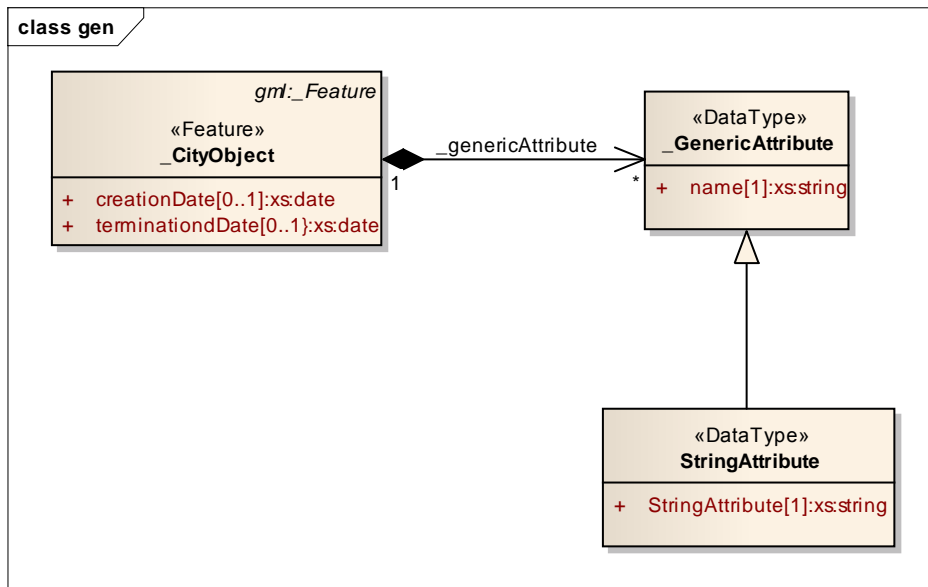 class gen
gml:_Feature
«Feature»
_CityObject
+ creationDate[0..1]:xs:date
+ terminationdDate[0..1}:xs:date
_genericAttribute
1
*
«DataType»
_GenericAttribute
+ name[1]:xs:string
«DataType»
StringAttribute
+ StringAttribute[1]:xs:string